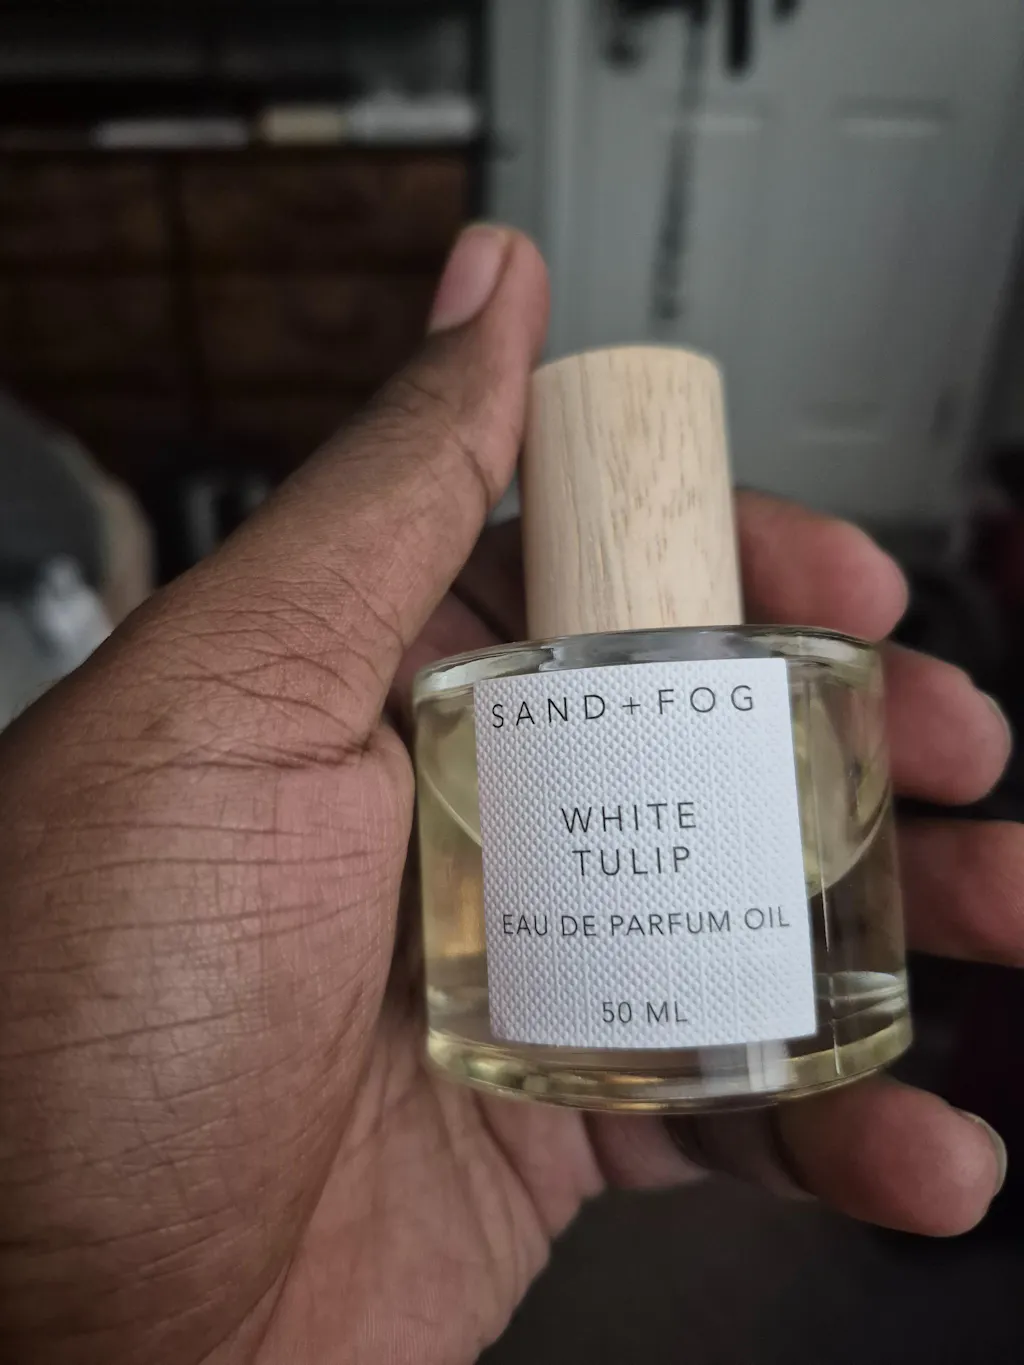 SAND+FOG
WHITE
TULIP
EAU DE PARFUM OIL
50 ML